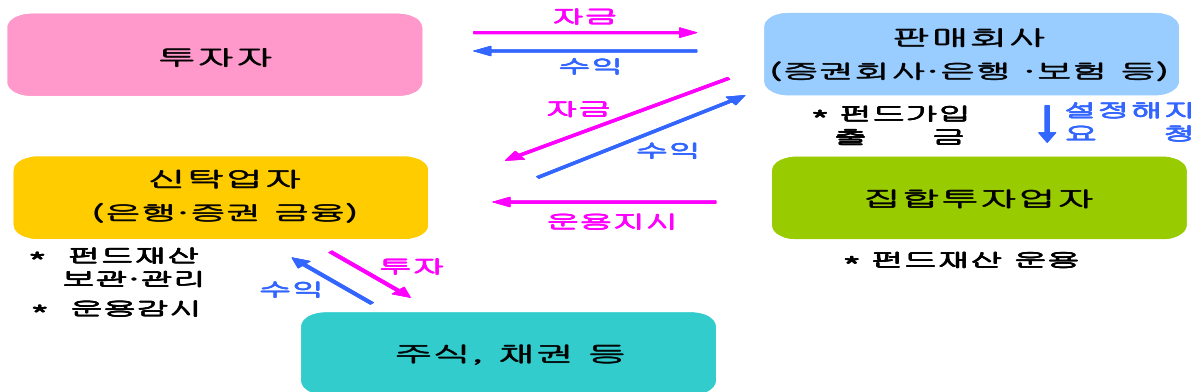 투자자
자금
수익
판매회사
(증권회사·은행 ·보험 등)
자금
수익
* 펀드가입
출 금
설정해지
요 청
신탁업자
(은행·증권 금융)
운용지시
집합투자업자
* 펀드재산
보관·관리
* 운용감시
수익
투자
* 펀드재산 운용
주식, 채권 등